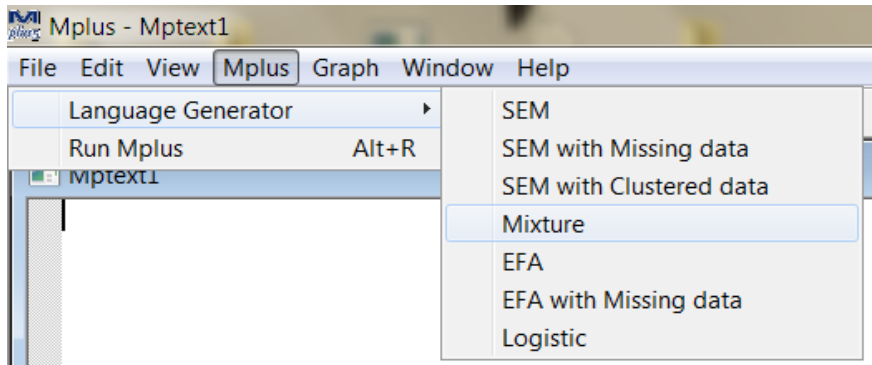 Mplus Mplus - Mptext1
File Edit View Mplus Graph Window Help
Language Generator
Run Mplus Alt+R
Mptext1
SEM
SEM with Missing data
SEM with Clustered data
Mixture
EFA
EFA with Missing data
Logistic